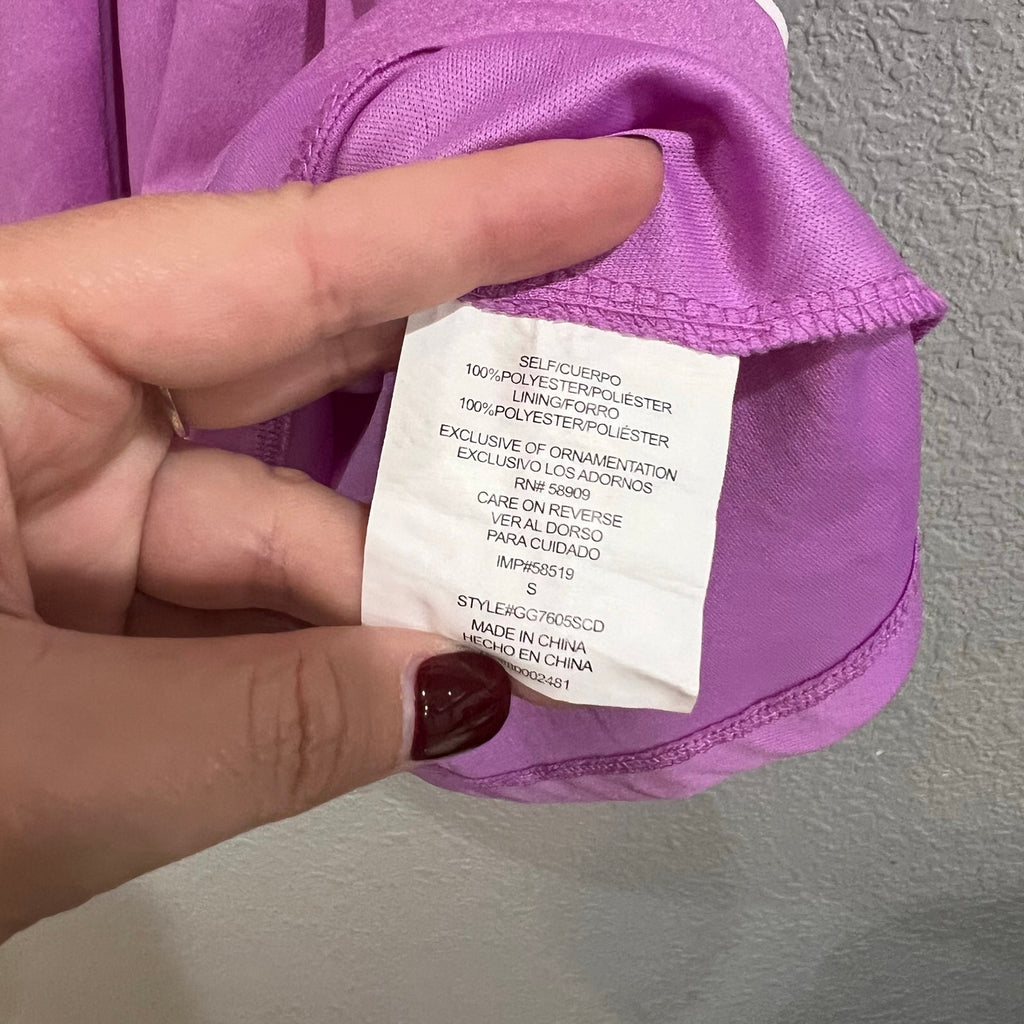 SELF/CUERPO
100%POLYESTER/POLIÉSTER
LINING/FORRO
100%POLYESTER/POLIÉSTER
EXCLUSIVE OF ORNAMENTATION
EXCLUSIVO LOS ADORNOS
RN# 58909
CARE ON REVERSE
VER AL DORSO
PARA CUIDADO
IMP#58519
S
STYLE#GG7605SCD
MADE IN CHINA
HECHO EN CHINA